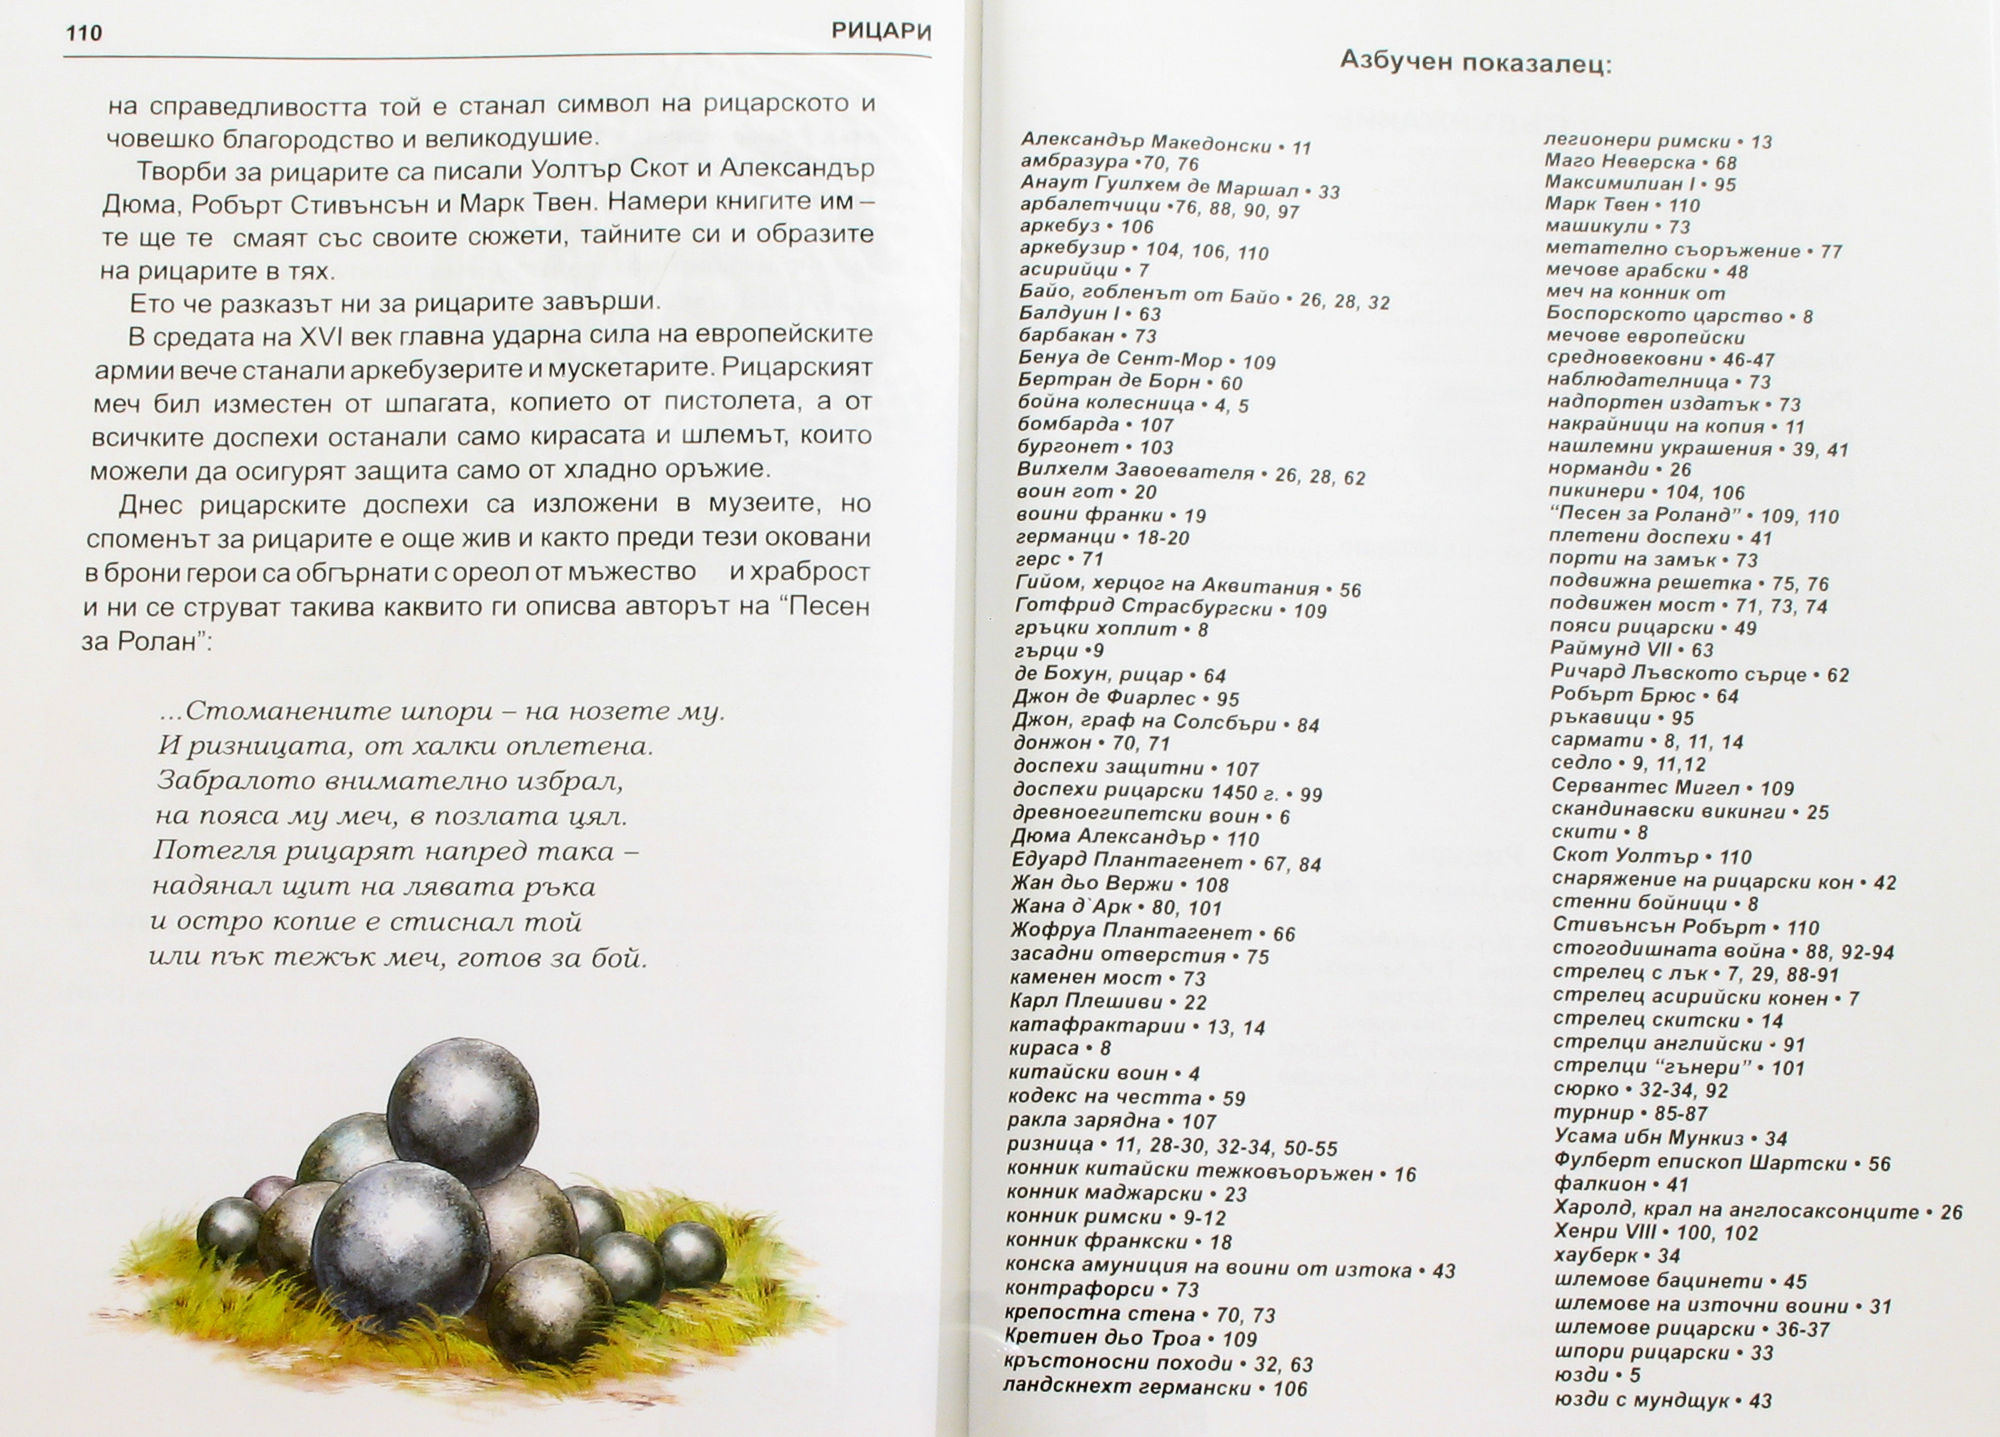 110
РИЦАРИ
на справедливостта той е станал символ на рицарското и
човешко благородство и великодушие.
Творби за рицарите са писали Уолтър Скот и Александър
Дюма, Робърт Стивънсън и Марк Твен. Намери книгите им –
те ще те смаят със своите сюжети, тайните си и образите
на рицарите в тях.
Ето че разказът ни за рицарите завърши.
В средата на XVI век главна ударна сила на европейските
армии вече станали аркебузерите и мускетарите. Рицарският
меч бил изместен от шпагата, копието от пистолета, а от
всичките доспехи останали само кирасата и шлемът, които
можели да осигурят защита само от хладно оръжие.
Днес рицарските доспехи са изложени в музеите, но
споменът за рицарите е още жив и както преди тези оковани
в брони герои са обгърнати с ореол от мъжество и храброст
и ни се струват такива каквито ги описва авторът на “Песен
за Ролан”:
...Стоманените шпори – на нозете му.
И ризницата, от халки оплетена.
Забралото внимателно избрал,
на пояса му меч, в позлата цял.
Потегля рицарят напред така –
надянал щит на лявата ръка
и остро копие е стиснал той
или пък тежък меч, готов за бой.
Азбучен показалец:
Александър Македонски • 11
амбразура •70, 76
Анаут Гуилхем де Маршал • 33
арбалетчици •76, 88, 90, 97
аркебуз • 106
аркебузир • 104, 106, 110
асирийци • 7
Байо, гобленът от Байо • 26, 28, 32
Балдуин I • 63
барбакан • 73
Бенуа де Сент-Мор • 109
Бертран де Борн • 60
бойна колесница • 4, 5
бомбарда • 107
бургонет • 103
Вилхелм Завоевателя • 26, 28, 62
воин гот • 20
воини франки • 19
германци • 18-20
герс • 71
Гийом, херцог на Аквитания • 56
Готфрид Страсбургски • 109
гръцки хоплит • 8
гърци •9
де Бохун, рицар • 64
Джон де Фиарлес • 95
Джон, граф на Солсбъри • 84
донжон • 70, 71
доспехи защитни • 107
доспехи рицарски 1450 г. • 99
древноегипетски воин • 6
Дюма Александър • 110
Едуард Плантагенет • 67, 84
Жан дьо Вержи • 108
Жана д`Арк • 80, 101
Жофруа Плантагенет • 66
засадни отверстия • 75
каменен мост • 73
Карл Плешиви • 22
катафрактарии • 13, 14
кираса • 8
китайски воин • 4
кодекс на честта • 59
ракла зарядна • 107
ризница • 11, 28-30, 32-34, 50-55
конник китайски тежковъоръжен • 16
конник маджарски • 23
конник римски • 9-12
конник франкски • 18
конска амуниция на воини от изтока • 43
контрафорси • 73
крепостна стена • 70, 73
Кретиен дьо Троа • 109
кръстоносни походи • 32, 63
ландскнехт германски • 106
легионери римски • 13
Маго Неверска • 68
Максимилиан I • 95
Марк Твен • 110
машикули • 73
метателно съоръжение • 77
мечове арабски • 48
меч на конник от
Боспорското царство • 8
мечове европейски
средновековни • 46-47
наблюдателница • 73
надпортен издатък • 73
накрайници на копия • 11
нашлемни украшения • 39, 41
норманди • 26
пикинери • 104, 106
“Песен за Роланд” • 109, 110
плетени доспехи • 41
порти на замък • 73
подвижна решетка • 75, 76
подвижен мост • 71, 73, 74
пояси рицарски • 49
Раймунд VII • 63
Ричард Лъвското сърце • 62
Робърт Брюс • 64
ръкавици • 95
сармати • 8, 11, 14
седло • 9, 11,12
Сервантес Мигел • 109
скандинавски викинги • 25
скити • 8
Скот Уолтър • 110
снаряжение на рицарски кон • 42
стенни бойници • 8
Стивънсън Робърт • 110
стогодишната война • 88, 92-94
стрелец с лък • 7, 29, 88-91
стрелец асирийски конен • 7
стрелец скитски • 14
стрелци английски • 91
стрелци “гънери” • 101
сюрко • 32-34, 92
турнир • 85-87
Усама ибн Мункиз • 34
Фулберт епископ Шартски • 56
фалкион • 41
Харолд, крал на англосаксонците • 26
Хенри VIII • 100, 102
хауберк • 34
шлемове бацинети • 45
шлемове на източни воини • 31
шлемове рицарски • 36-37
шпори рицарски • 33
юзди • 5
юзди с мундщук • 43